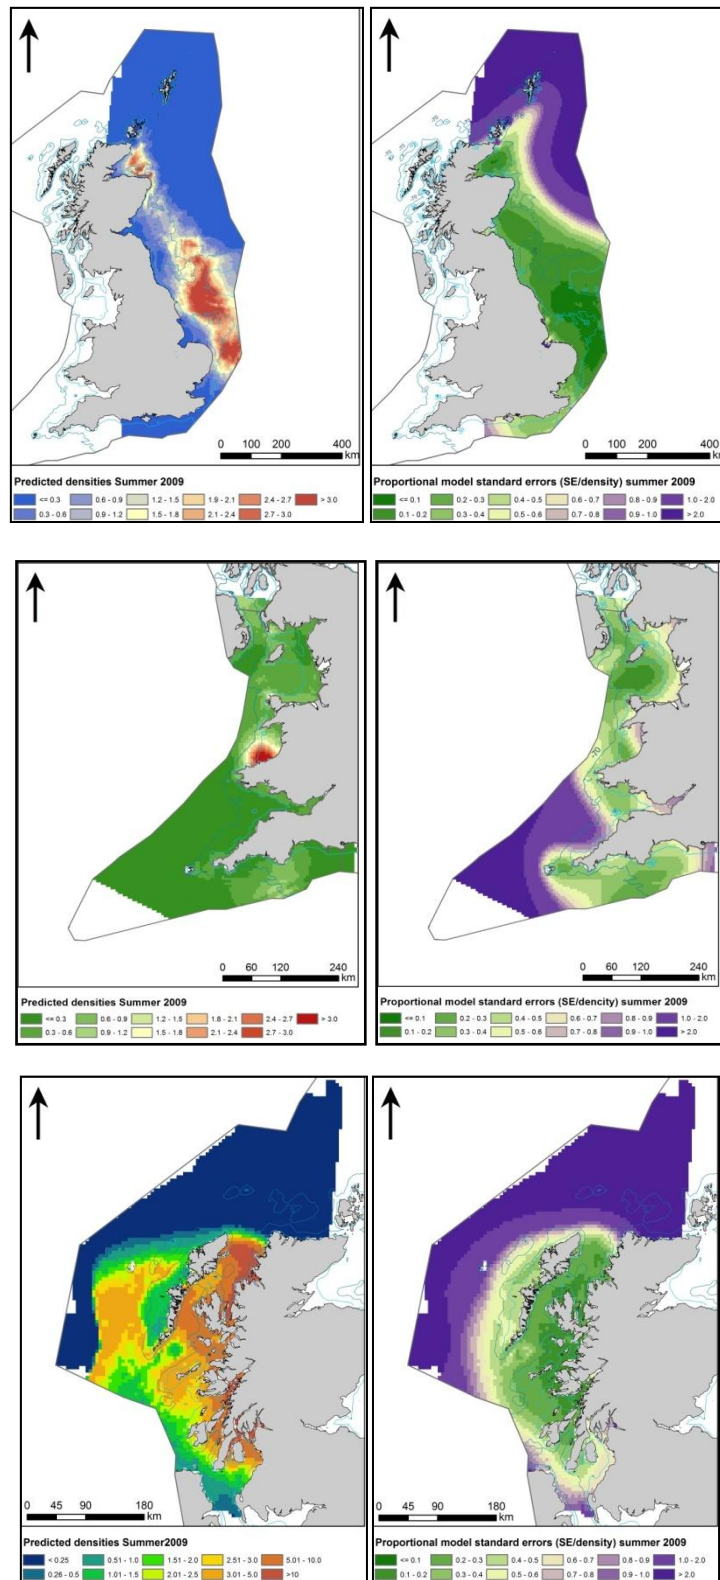 0 100 200 400
km
Predicted densities Summer 2009
<= 0.3 0.6 - 0.9 1.2 - 1.5 1.9 - 2.1 2.4 - 2.7 > 3.0
0.3 - 0.6 0.9 - 1.2 1.5 - 1.8 2.1 - 2.4 2.7 - 3.0
0 100 200 400
km
Proportional model standard errors (SE/density) summer 2009
<= 0.1 0.2 - 0.3 0.4 - 0.5 0.6 - 0.7 0.8 - 0.9 1.0 - 2.0
0.1 - 0.2 0.3 - 0.4 0.5 - 0.6 0.7 - 0.8 0.9 - 1.0 > 2.0
0 60 120 240
km
Predicted densities Summer 2009
<= 0.3 0.6 - 0.9 1.2 - 1.5 1.8 - 2.1 2.4 - 2.7 > 3.0
0.3 - 0.6 0.9 - 1.2 1.5 - 1.8 2.1 - 2.4 2.7 - 3.0
-70
0 60 120 240
km
Proportional model standard errors (SE/dencity) summer 2009
<= 0.1 0.2 - 0.3 0.4 - 0.5 0.6 - 0.7 0.8 - 0.9 1.0 - 2.0
0.1 - 0.2 0.3 - 0.4 0.5 - 0.6 0.7 - 0.8 0.9 - 1.0 > 2.0
0 45 90 180
km
Predicted densities Summer2009
< 0.25 0.51 - 1.0 1.51 - 2.0 2.51 - 3.0 5.01 - 10.0
0.26 - 0.5 1.01 - 1.5 2.01 - 2.5 3.01 - 5.0 >10
0 45 90 180
km
Proportional model standard errors (SE/density) summer 2009
<= 0.1 0.2 - 0.3 0.4 - 0.5 0.6 - 0.7 0.8 - 0.9 1.0 - 2.0
0.1 - 0.2 0.3 - 0.4 0.5 - 0.6 0.7 - 0.8 0.9 - 1.0 > 2.0